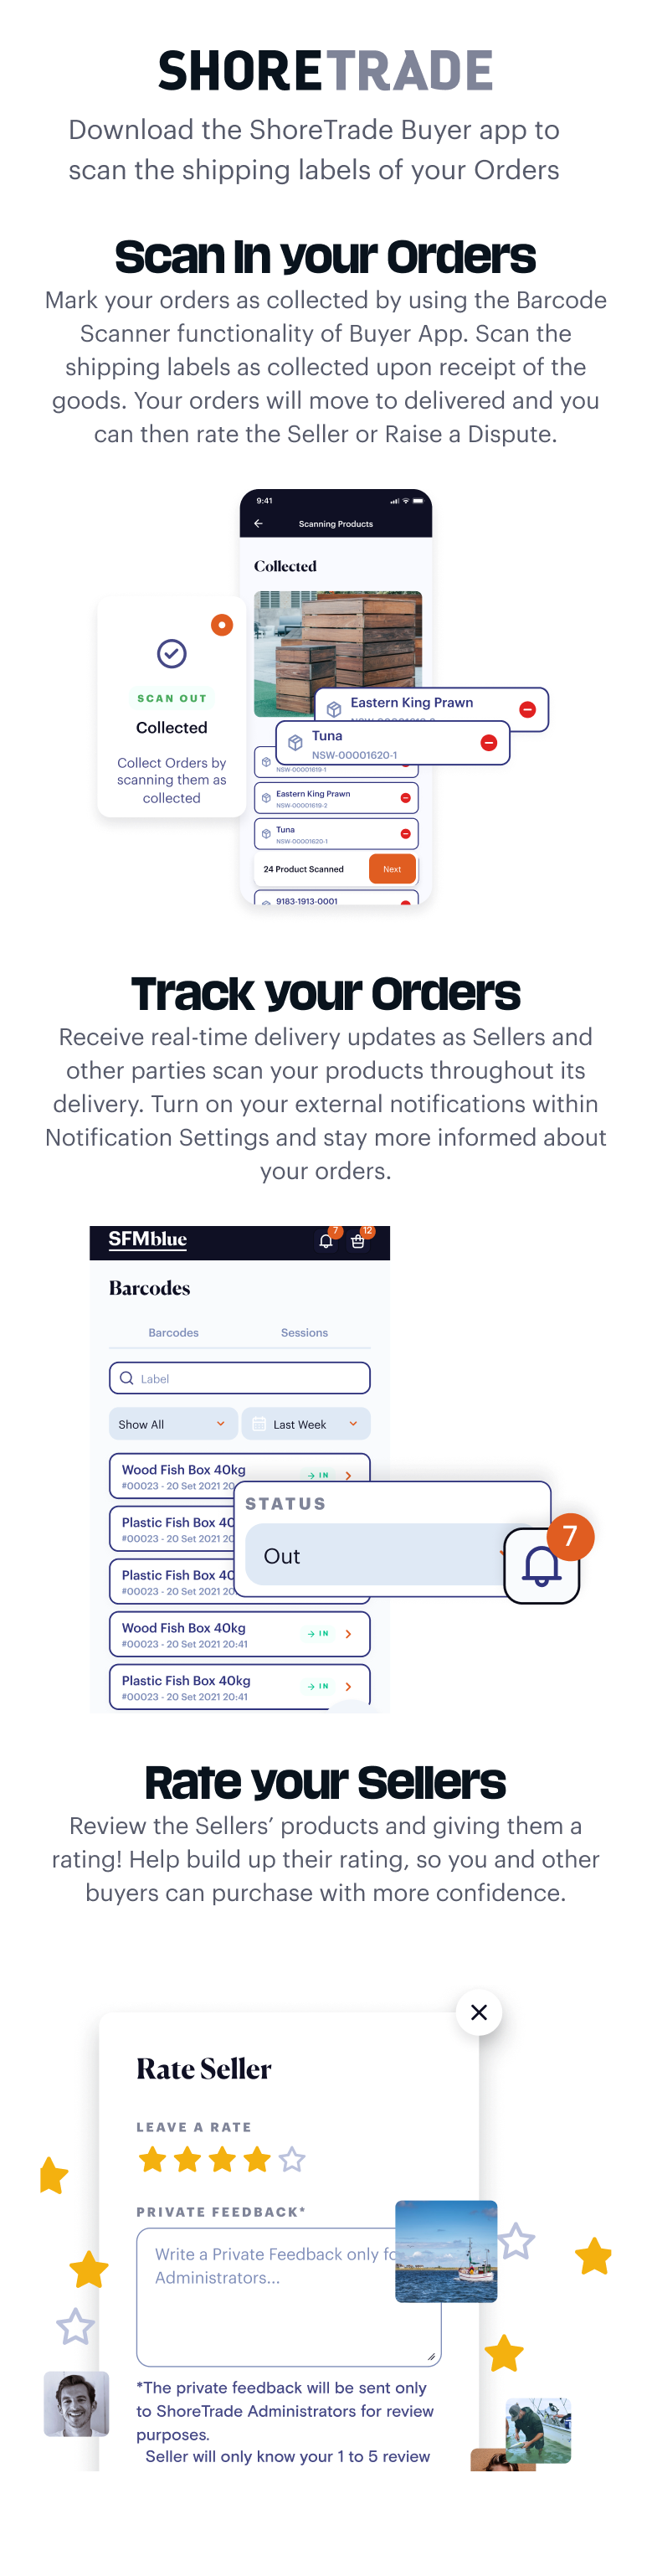 SHORETRADE
Download the ShoreTrade Buyer app to
scan the shipping labels of your Orders
Scan In your Orders
Mark your orders as collected by using the Barcode
Scanner functionality of Buyer App. Scan the
shipping labels as collected upon receipt of the
goods. Your orders will move to delivered and you
can then rate the Seller or Raise a Dispute.
9:41
Scanning Products
Collected
SCAN OUT
Collected
Collect Orders by
scanning them as
collected
Eastern King Prawn
Tuna
NSW-00001620-1
NSW-00001619-1
Eastern King Prawn
NSW-00001619-2
Tuna
NSW-00001620-1
24 Product Scanned
Next
9183-1913-0001
Track your Orders
Receive real-time delivery updates as Sellers and
other parties scan your products throughout its
delivery. Turn on your external notifications within
Notification Settings and stay more informed about
your orders.
SFMblue
7
12
Barcodes
Barcodes
Sessions
Label
Show All
Last Week
Wood Fish Box 40kg
#00023 - 20 Set 2021 20
IN
Plastic Fish Box 40
#00023 - 20 Set 2021 20
Plastic Fish Box 40
#00023 - 20 Set 2021 20
STATUS
Out
7
Wood Fish Box 40kg
#00023 - 20 Set 2021 20:41
IN
Plastic Fish Box 40kg
#00023 - 20 Set 2021 20:41
IN
Rate your Sellers
Review the Sellers’ products and giving them a
rating! Help build up their rating, so you and other
buyers can purchase with more confidence.
Rate Seller
LEAVE A RATE
PRIVATE FEEDBACK*
Write a Private Feedback only fo
Administrators...
*The private feedback will be sent only
to ShoreTrade Administrators for review
purposes.
Seller will only know your 1 to 5 review